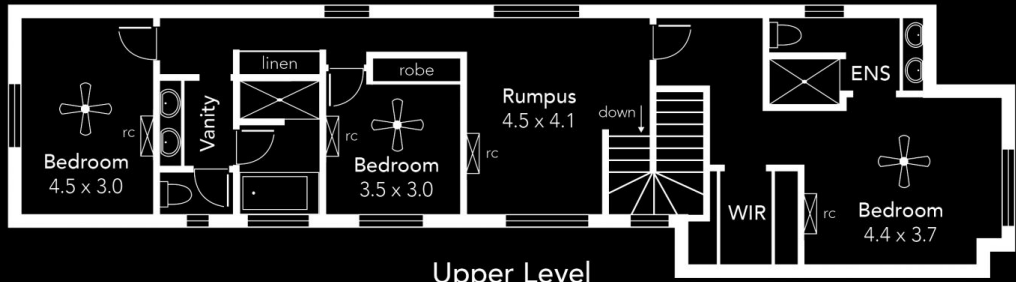 linen
robe
rc
Vanity
Bedroom
4.5 x 3.0
rc
Bedroom
3.5 x 3.0
Rumpus
4.5 x 4.1
rc
down
ENS
WIR
rc
Bedroom
4.4 x 3.7
Upper Level